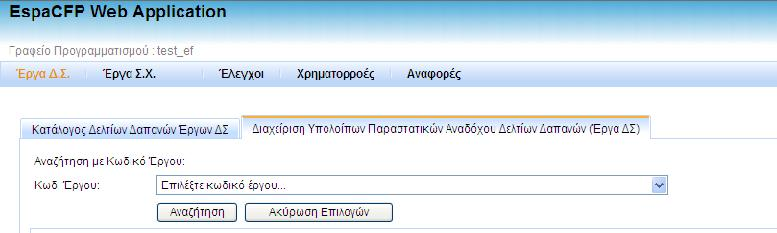 EspaCFP Web Application
Γραφείο Προγραμματισμού : test_ef
Έργα Δ.Σ. Έργα Σ.Χ. Έλεγχοι Χρηματορροές Αναφορές
Κατάλογος Δελτίων Δαπανών Έργων ΔΣ Διαχείριση Υπολοίπων Παραστατικών Αναδόχου Δελτίων Δαπανών (Έργα ΔΣ)
Αναζήτηση με Κωδικό Έργου:
Κωδ. Έργου: Επιλέξτε κωδικό έργου...
Αναζήτηση Ακύρωση Επιλογών